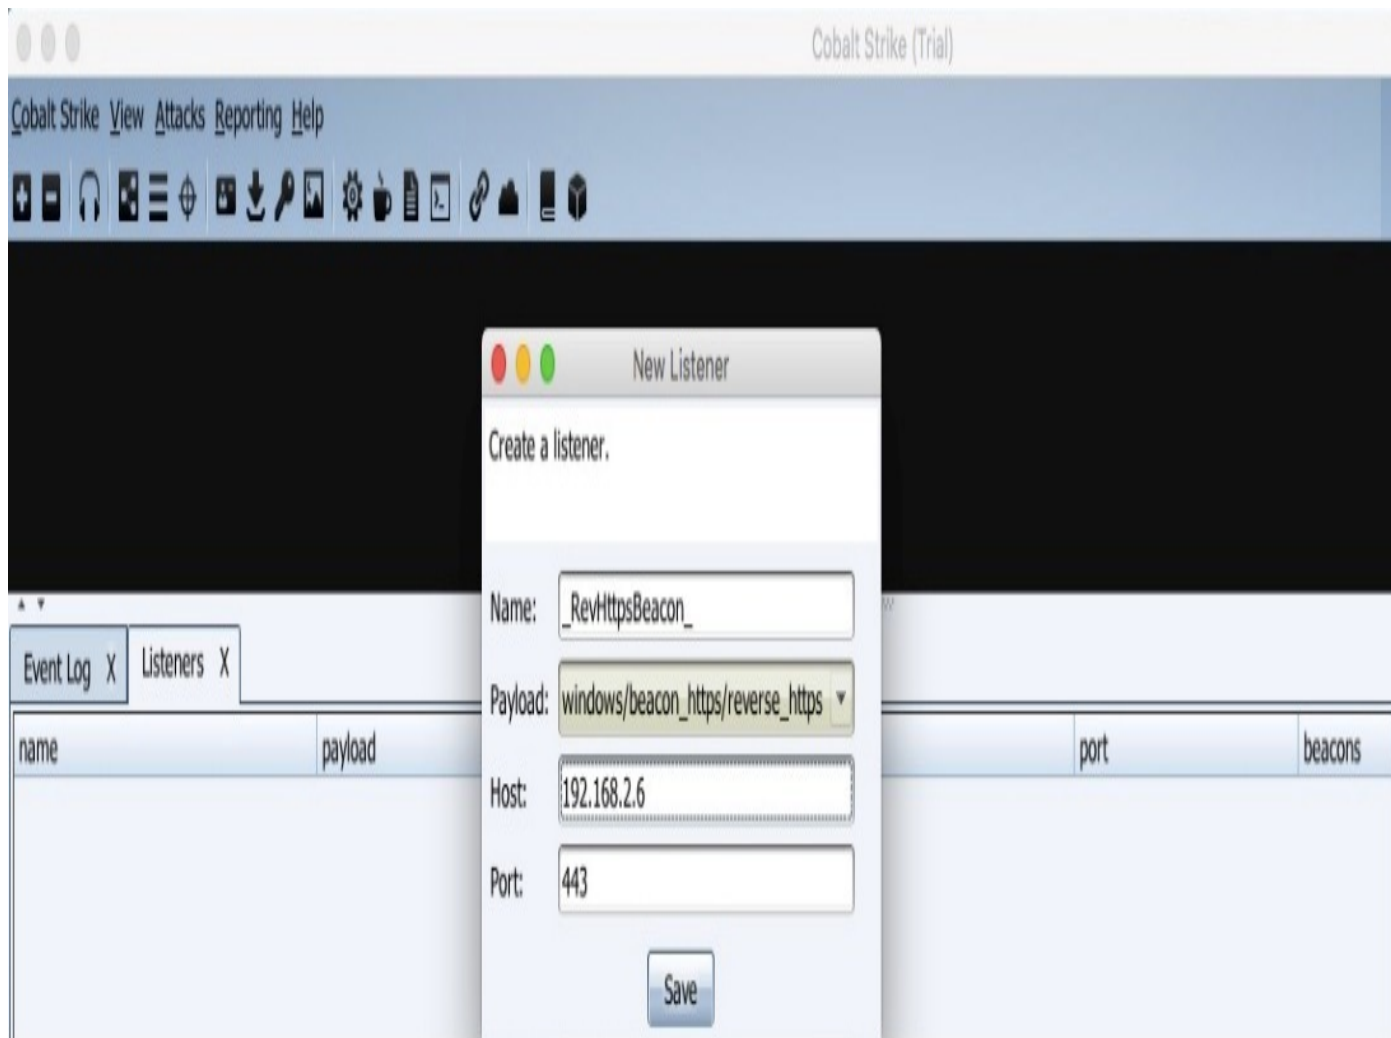 Cobalt Strike (Trial)
Cobalt Strike View Attacks Reporting Help
New Listener
Create a listener.
Name: _RevHttpsBeacon_
Payload: windows/beacon_https/reverse_https
Host: 192.168.2.6
Port: 443
Save
Event Log X Listeners X
name payload port beacons